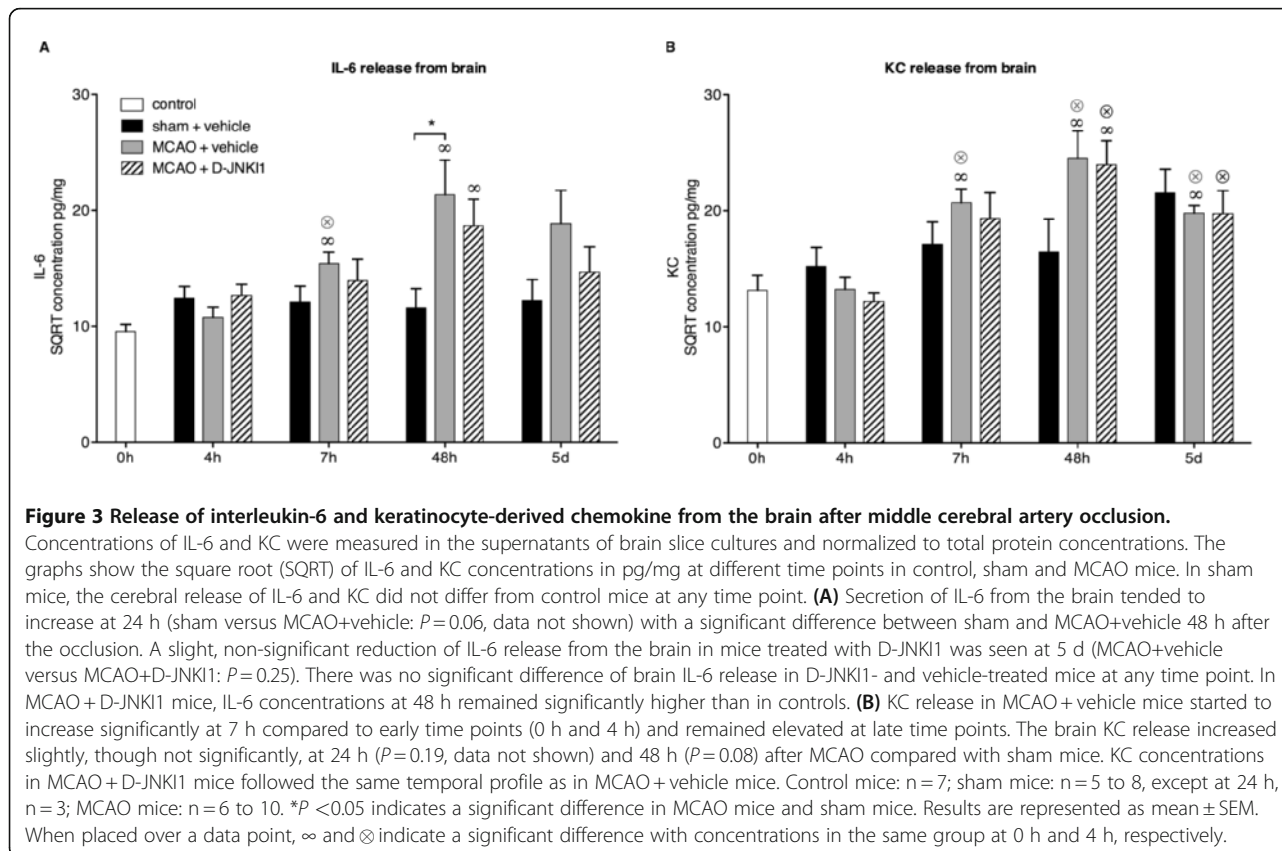 A
IL-6 release from brain
30
20
10
0
IL-6
SQRT concentration pg/mg
control
sham + vehicle
MCAO + vehicle
MCAO + D-JNKI1
*
∞
∞
⊗
∞
0h
4h
7h
48h
5d
B
KC release from brain
30
20
10
0
KC
SQRT concentration pg/mg
⊗
∞
⊗
∞
⊗
∞
⊗
∞
⊗
0h
4h
7h
48h
5d
Figure 3 Release of interleukin-6 and keratinocyte-derived chemokine from the brain after middle cerebral artery occlusion.
Concentrations of IL-6 and KC were measured in the supernatants of brain slice cultures and normalized to total protein concentrations. The
graphs show the square root (SQRT) of IL-6 and KC concentrations in pg/mg at different time points in control, sham and MCAO mice. In sham
mice, the cerebral release of IL-6 and KC did not differ from control mice at any time point. (A) Secretion of IL-6 from the brain tended to
increase at 24 h (sham versus MCAO+vehicle: P = 0.06, data not shown) with a significant difference between sham and MCAO+vehicle 48 h after
the occlusion. A slight, non-significant reduction of IL-6 release from the brain in mice treated with D-JNKI1 was seen at 5 d (MCAO+vehicle
versus MCAO+D-JNKI1: P = 0.25). There was no significant difference of brain IL-6 release in D-JNKI1- and vehicle-treated mice at any time point. In
MCAO + D-JNKI1 mice, IL-6 concentrations at 48 h remained significantly higher than in controls. (B) KC release in MCAO + vehicle mice started to
increase significantly at 7 h compared to early time points (0 h and 4 h) and remained elevated at late time points. The brain KC release increased
slightly, though not significantly, at 24 h (P = 0.19, data not shown) and 48 h (P = 0.08) after MCAO compared with sham mice. KC concentrations
in MCAO + D-JNKI1 mice followed the same temporal profile as in MCAO + vehicle mice. Control mice: n = 7; sham mice: n = 5 to 8, except at 24 h,
n = 3; MCAO mice: n = 6 to 10. *P <0.05 indicates a significant difference in MCAO mice and sham mice. Results are represented as mean ± SEM.
When placed over a data point, ∞ and ⊗ indicate a significant difference with concentrations in the same group at 0 h and 4 h, respectively.